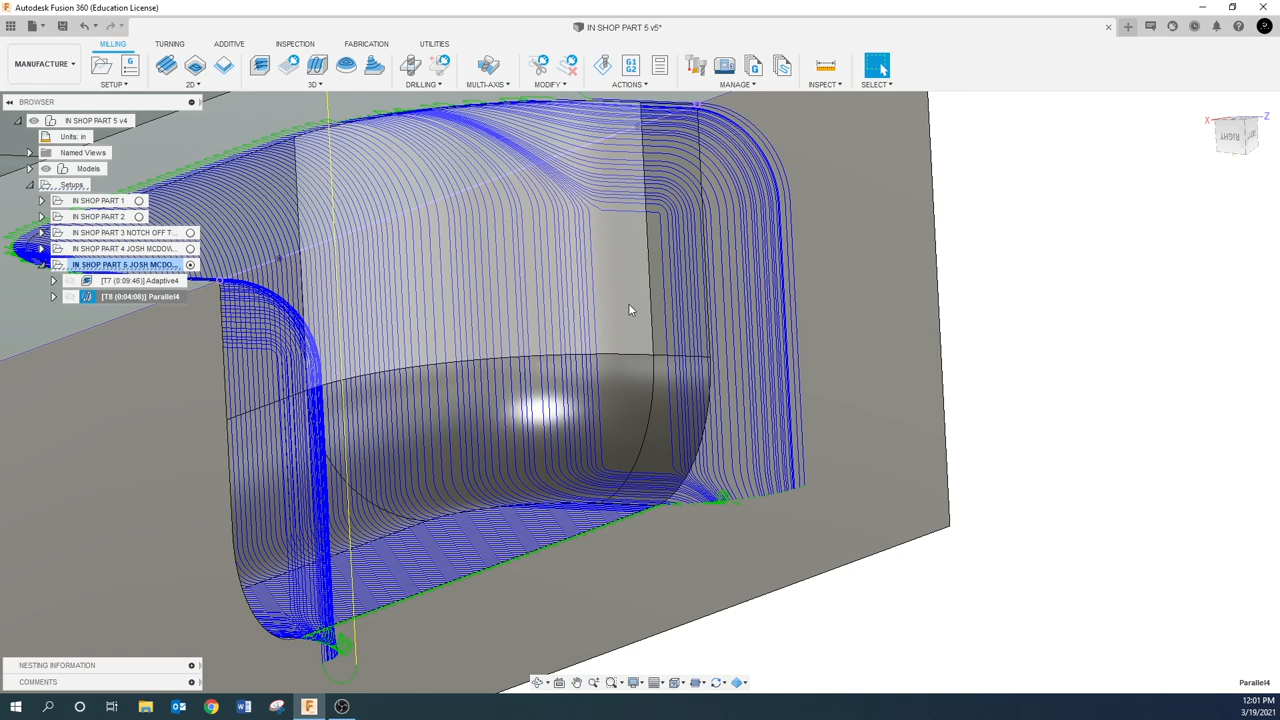 Autodesk Fusion 360 (Education License)
IN SHOP PART 5 v5*
MILLING TURNING ADDITIVE INSPECTION FABRICATION UTILITIES
MANUFACTURE
G1
G2
SETUP 2D 3D DRILLING MULTI-AXIS MODIFY ACTIONS MANAGE INSPECT SELECT
BROWSER
IN SHOP PART 5 v4
Units: in
Named Views
Models
Setups
IN SHOP PART 1
IN SHOP PART 2
IN SHOP PART 3 NOTCH OFF T...
IN SHOP PART 4 JOSH MCDOW...
IN SHOP PART 5 JOSH MCDO...
[T7 (0:09:46)] Adaptive4
[T8 (0:04:08)] Parallel4
X
Z
RIGHT
NESTING INFORMATION
COMMENTS
Parallel4
12:01 PM
3/19/2021